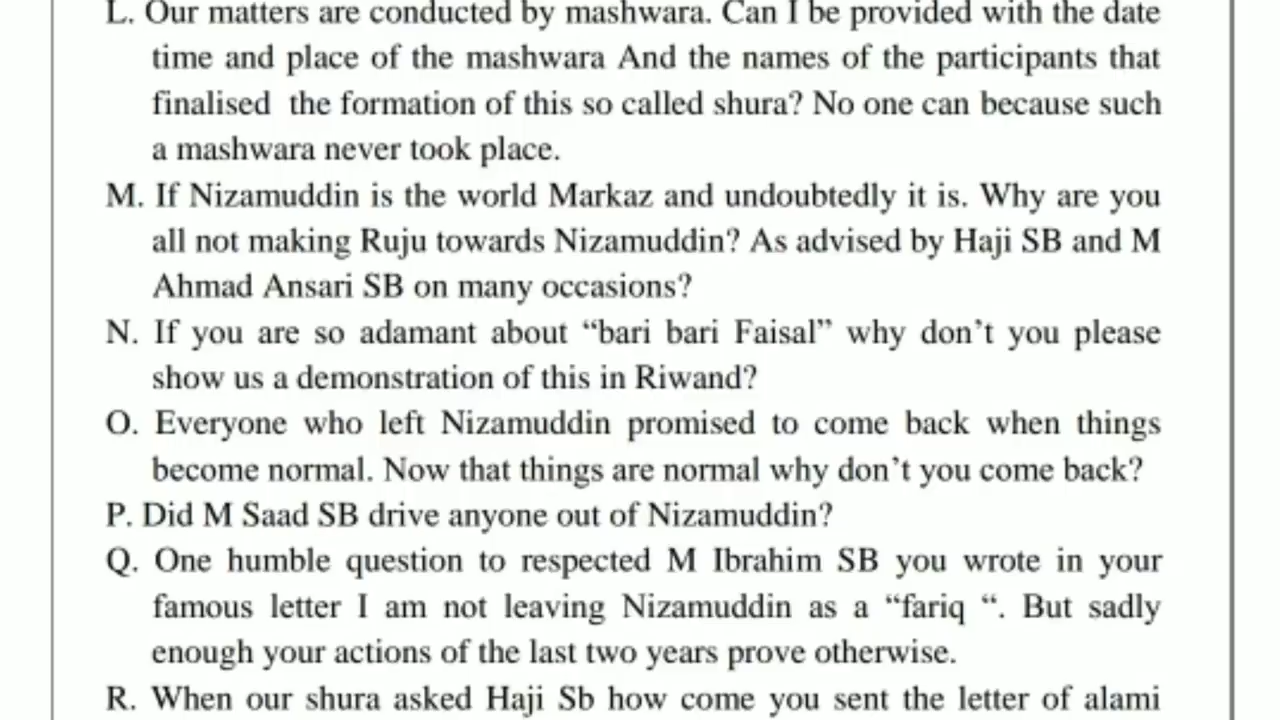 L. Our matters are conducted by mashwara. Can I be provided with the date
time and place of the mashwara And the names of the participants that
finalised the formation of this so called shura? No one can because such
a mashwara never took place.
M. If Nizamuddin is the world Markaz and undoubtedly it is. Why are you
all not making Ruju towards Nizamuddin? As advised by Haji SB and M
Ahmad Ansari SB on many occasions?
N. If you are so adamant about “bari bari Faisal” why don’t you please
show us a demonstration of this in Riwand?
O. Everyone who left Nizamuddin promised to come back when things
become normal. Now that things are normal why don’t you come back?
P. Did M Saad SB drive anyone out of Nizamuddin?
Q. One humble question to respected M Ibrahim SB you wrote in your
famous letter I am not leaving Nizamuddin as a “fariq “. But sadly
enough your actions of the last two years prove otherwise.
R. When our shura asked Haji Sb how come you sent the letter of alami